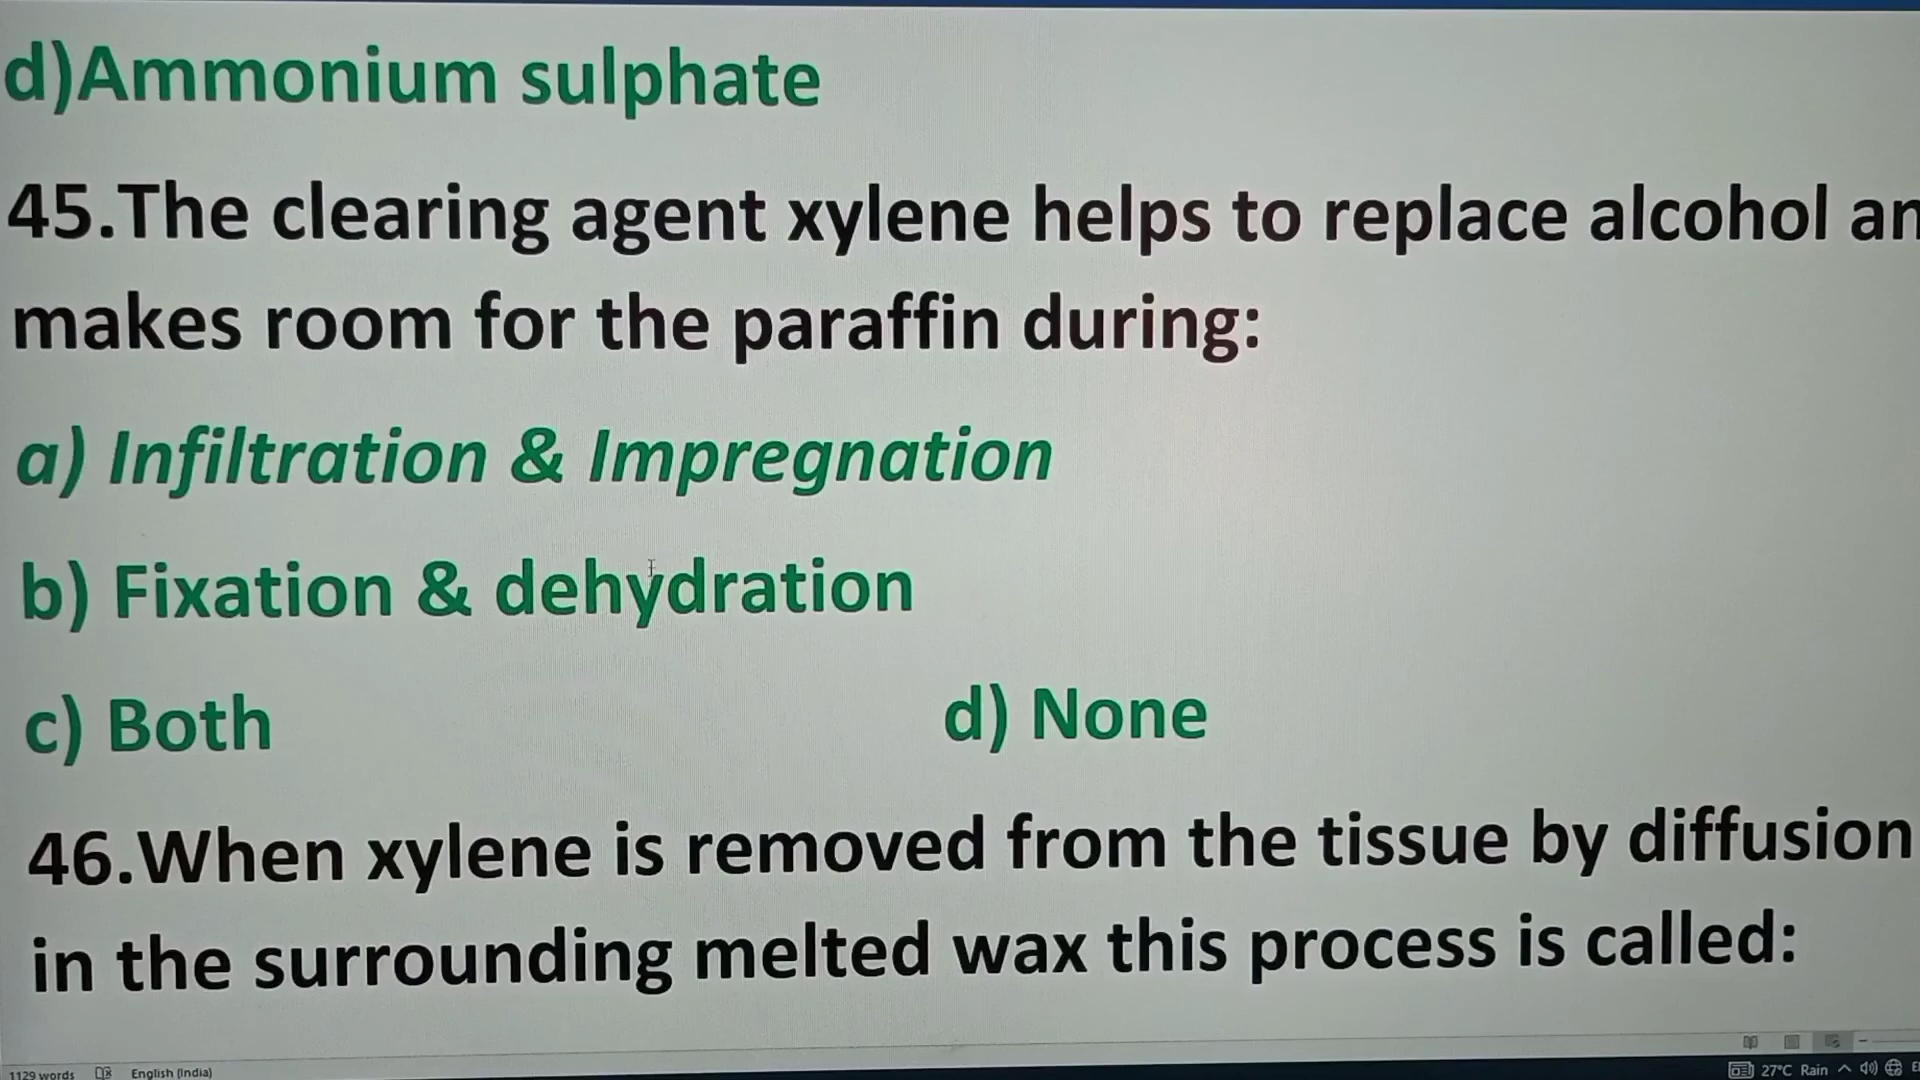 d)Ammonium sulphate
45.The clearing agent xylene helps to replace alcohol an
makes room for the paraffin during:
a) Infiltration & Impregnation
b) Fixation & dehydration
c) Both d) None
46.When xylene is removed from the tissue by diffusion
in the surrounding melted wax this process is called:
1129 words English (India) 27°C Rain